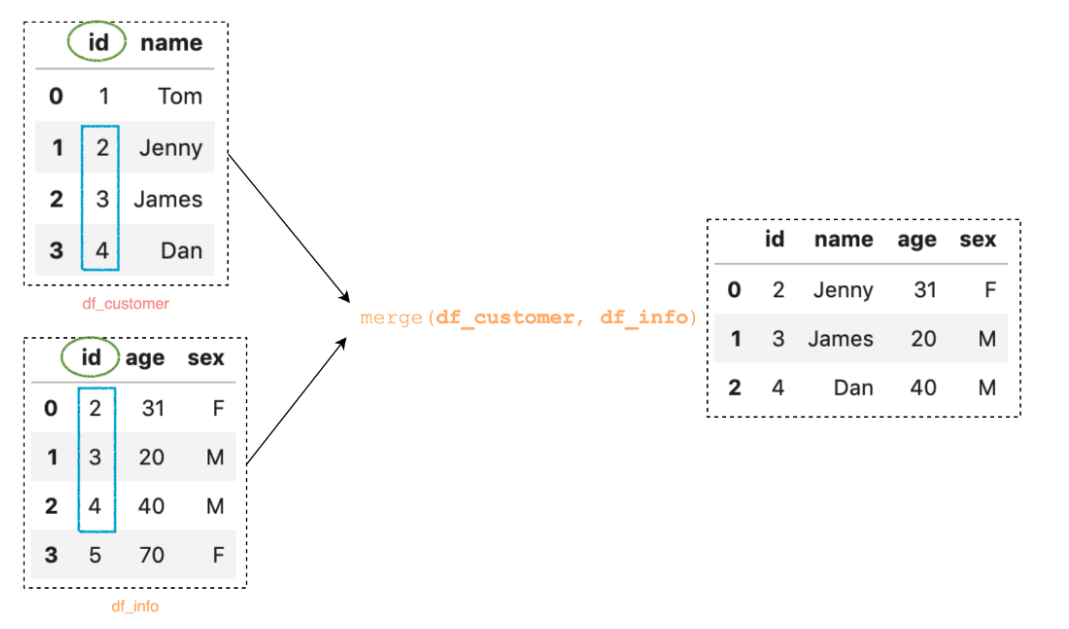 id name
0 1 Tom
1 2 Jenny
2 3 James
3 4 Dan
df_customer
id age sex
0 2 31 F
1 3 20 M
2 4 40 M
3 5 70 F
df_info
merge(df_customer, df_info)
id name age sex
0 2 Jenny 31 F
1 3 James 20 M
2 4 Dan 40 M